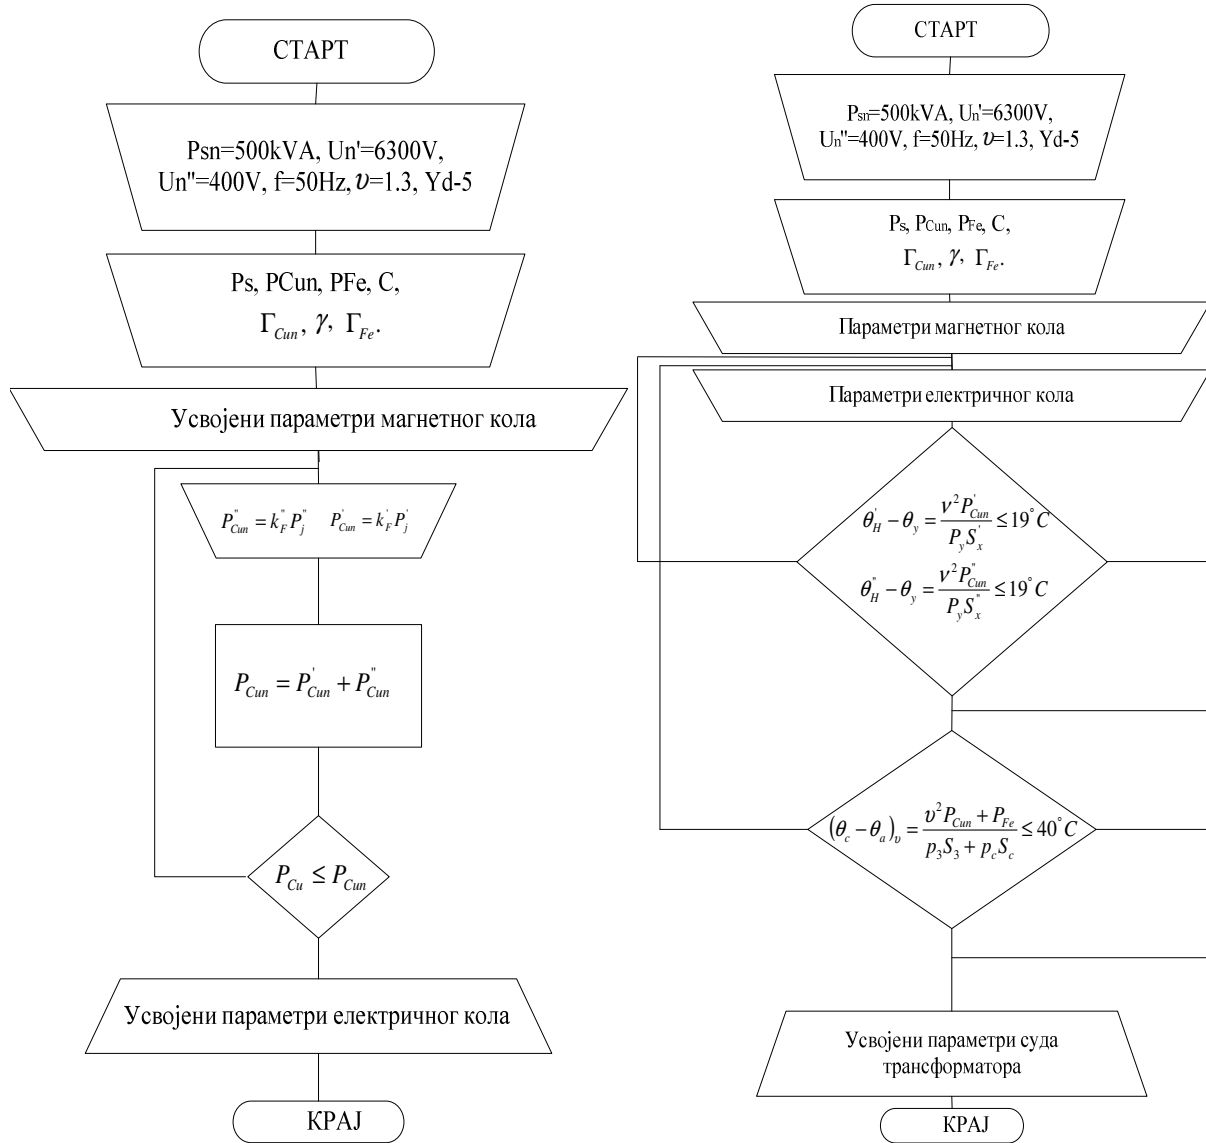 СТАРТ
Psn=500kVA, Un'=6300V,
Un"=400V, f=50Hz, υ=1.3, Yd-5
Ps, PCun, PFe, C,
Γ_Cun, γ, Γ_Fe.
Усвојени параметри магнетног кола
P"_Cun = k"_F P"_j P'_Cun = k'_F P'_j
P_Cun = P'_Cun + P"_Cun
P_Cu ≤ P_Cun
Усвојени параметри електричног кола
КРАЈ
СТАРТ
Psn=500kVA, Un'=6300V,
Un"=400V, f=50Hz, υ=1.3, Yd-5
Ps, PCun, PFe, C,
Γ_Cun, γ, Γ_Fe.
Параметри магнетног кола
Параметри електричног кола
θ'_H − θ_y = ν² P'_Cun / P_y S'_x ≤ 19°C
θ"_H − θ_y = ν² P"_Cun / P_y S"_x ≤ 19°C
(θ_c − θ_a)_υ = υ² P_Cun + P_Fe / p_3 S_3 + p_c S_c ≤ 40°C
Усвојени параметри суда
трансформатора
КРАЈ